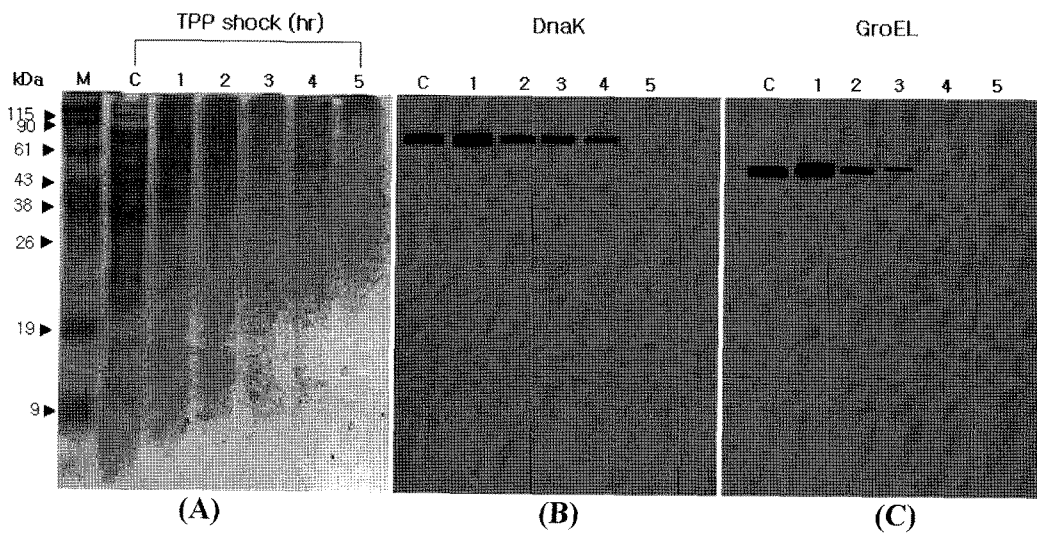 TPP shock (hr)
DnaK
GroEL
kDa M C 1 2 3 4 5
C 1 2 3 4 5
C 1 2 3 4 5
115
90
61
43
38
26
19
9
(A)
(B)
(C)